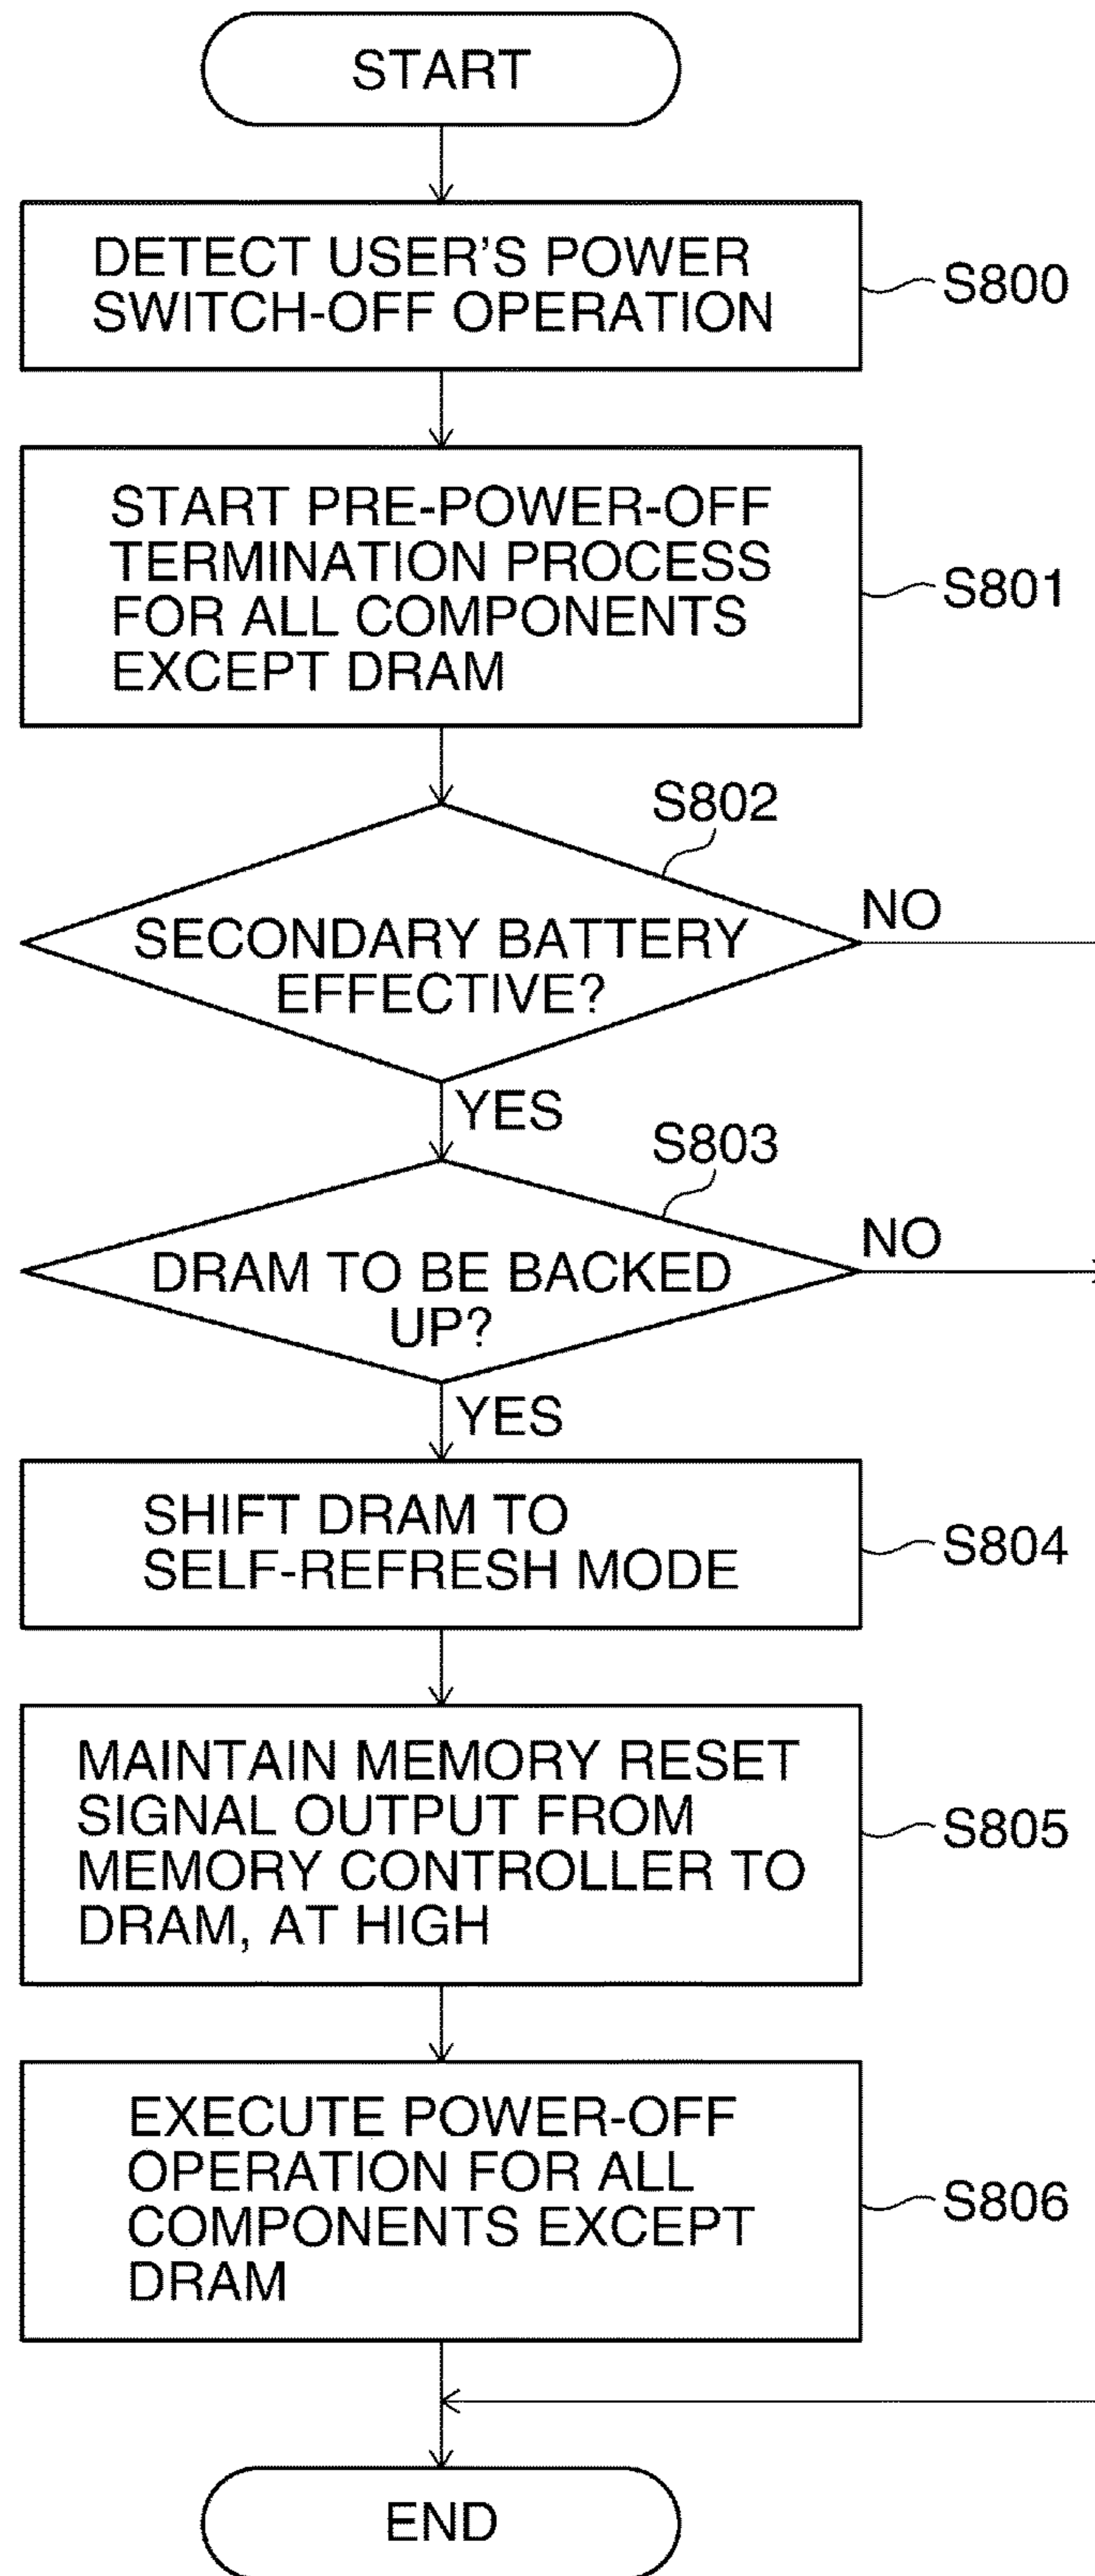 START
DETECT USER'S POWER
SWITCH-OFF OPERATION
S800
START PRE-POWER-OFF
TERMINATION PROCESS
FOR ALL COMPONENTS
EXCEPT DRAM
S801
S802
SECONDARY BATTERY
EFFECTIVE?
NO
YES
S803
DRAM TO BE BACKED
UP?
NO
YES
SHIFT DRAM TO
SELF-REFRESH MODE
S804
MAINTAIN MEMORY RESET
SIGNAL OUTPUT FROM
MEMORY CONTROLLER TO
DRAM, AT HIGH
S805
EXECUTE POWER-OFF
OPERATION FOR ALL
COMPONENTS EXCEPT
DRAM
S806
END